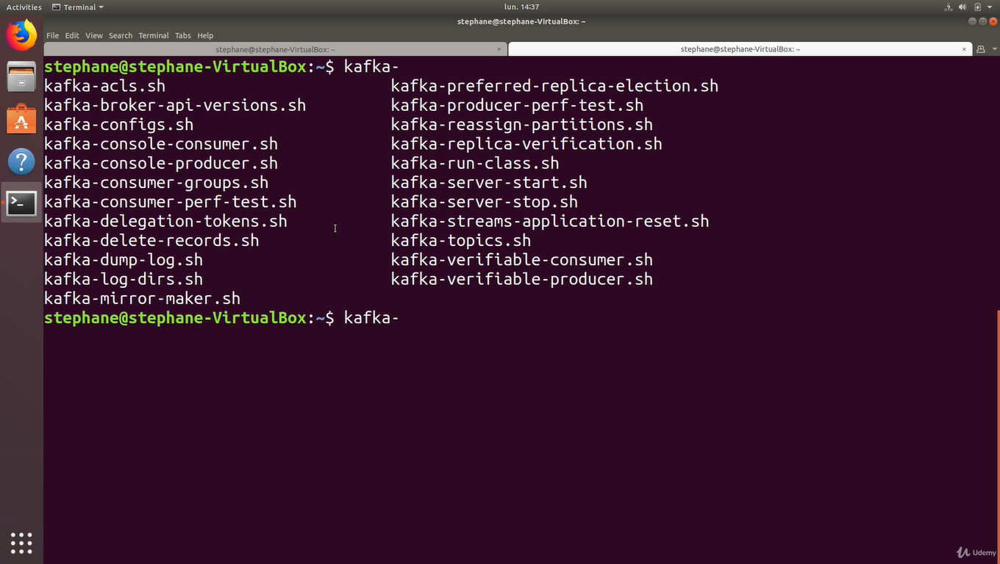 Activities Terminal lun. 14:37
stephane@stephane-VirtualBox: ~
File Edit View Search Terminal Tabs Help
stephane@stephane-VirtualBox: ~ × stephane@stephane-VirtualBox: ~ ×
stephane@stephane-VirtualBox:~$ kafka-
kafka-acls.sh kafka-preferred-replica-election.sh
kafka-broker-api-versions.sh kafka-producer-perf-test.sh
kafka-configs.sh kafka-reassign-partitions.sh
kafka-console-consumer.sh kafka-replica-verification.sh
kafka-console-producer.sh kafka-run-class.sh
kafka-consumer-groups.sh kafka-server-start.sh
kafka-consumer-perf-test.sh kafka-server-stop.sh
kafka-delegation-tokens.sh kafka-streams-application-reset.sh
kafka-delete-records.sh kafka-topics.sh
kafka-dump-log.sh kafka-verifiable-consumer.sh
kafka-log-dirs.sh kafka-verifiable-producer.sh
kafka-mirror-maker.sh
stephane@stephane-VirtualBox:~$ kafka-
Udemy